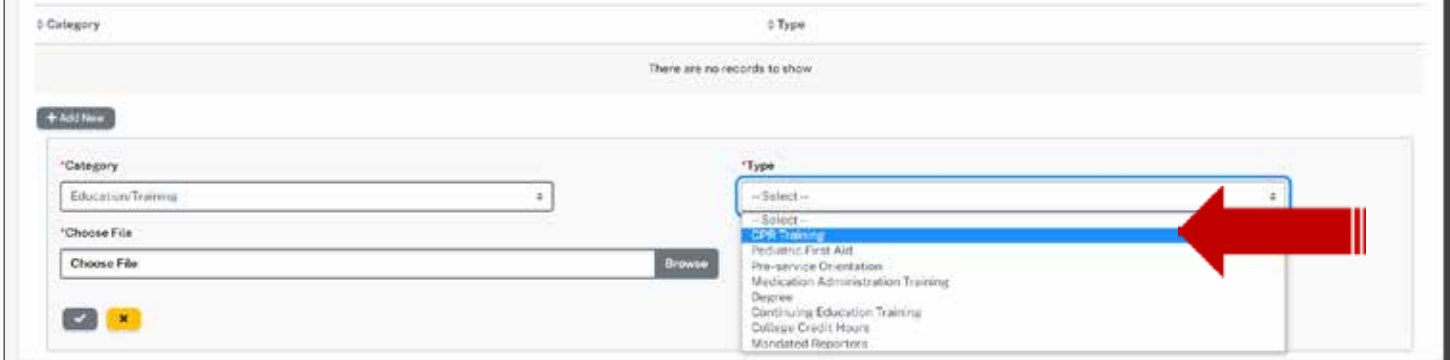 Category
Type
There are no records to show
+ Add New
*Category
*Type
Education/Training
--Select--
--Select--
*Choose File
CPR Training
Pediatric First Aid
Choose File
Browse
Pre-service Orientation
Medication Administration Training
Degree
Continuing Education Training
College Credit Hours
Mandated Reporters